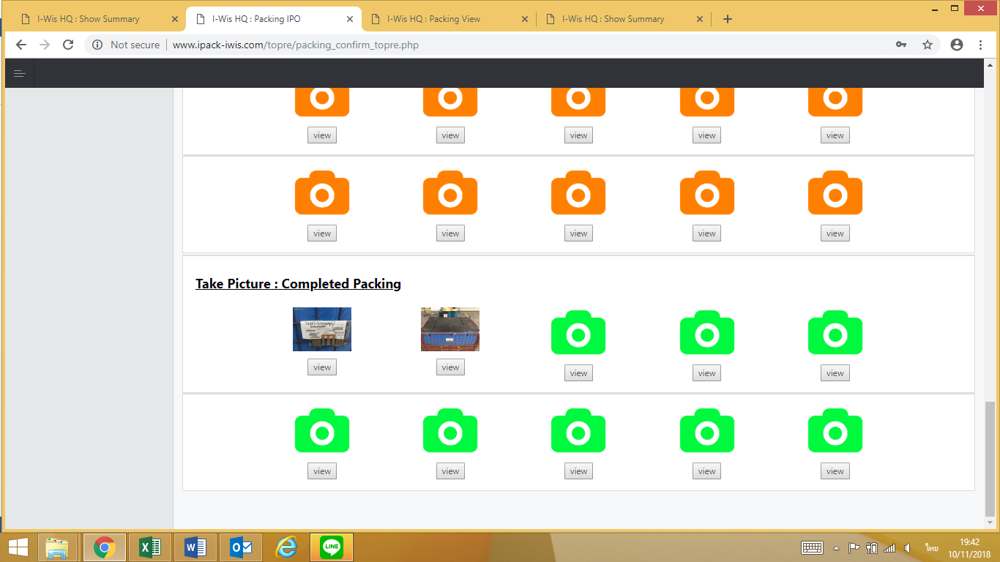 I-Wis HQ : Show Summary
I-Wis HQ : Packing IPO
I-Wis HQ : Packing View
I-Wis HQ : Show Summary
Not secure
www.ipack-iwis.com/topre/packing_confirm_topre.php
view view view view view
view view view view view
Take Picture : Completed Packing
view view view view view
view view view view view
LINE
ไทย
19:42
10/11/2018